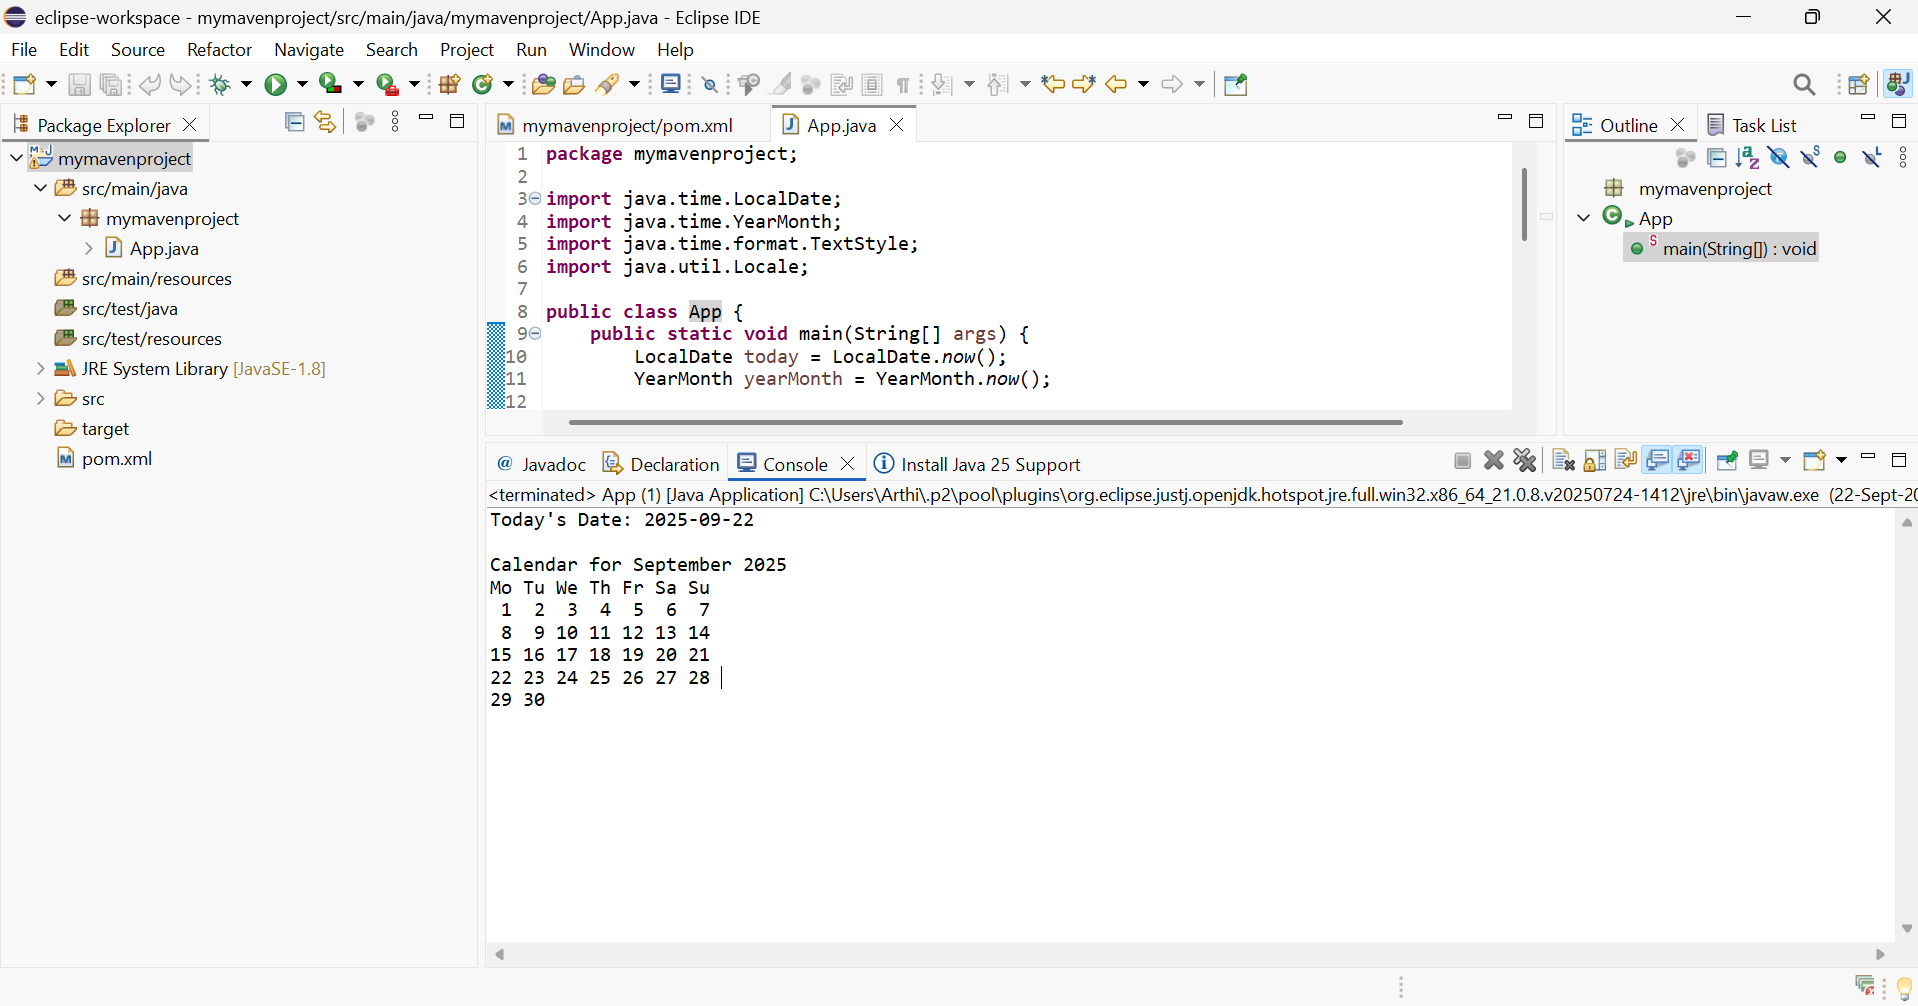 eclipse-workspace - mymavenproject/src/main/java/mymavenproject/App.java - Eclipse IDE
File Edit Source Refactor Navigate Search Project Run Window Help
Package Explorer
mymavenproject
src/main/java
mymavenproject
App.java
src/main/resources
src/test/java
src/test/resources
JRE System Library [JavaSE-1.8]
src
target
pom.xml
mymavenproject/pom.xml App.java
1 package mymavenproject;
2
3 import java.time.LocalDate;
4 import java.time.YearMonth;
5 import java.time.format.TextStyle;
6 import java.util.Locale;
7
8 public class App {
9 public static void main(String[] args) {
10 LocalDate today = LocalDate.now();
11 YearMonth yearMonth = YearMonth.now();
12
Outline Task List
mymavenproject
App
main(String[]) : void
Javadoc Declaration Console Install Java 25 Support
<terminated> App (1) [Java Application] C:\Users\Arthi\.p2\pool\plugins\org.eclipse.justj.openjdk.hotspot.jre.full.win32.x86_64_21.0.8.v20250724-1412\jre\bin\javaw.exe (22-Sept-20
Today's Date: 2025-09-22
Calendar for September 2025
Mo Tu We Th Fr Sa Su
1 2 3 4 5 6 7
8 9 10 11 12 13 14
15 16 17 18 19 20 21
22 23 24 25 26 27 28
29 30